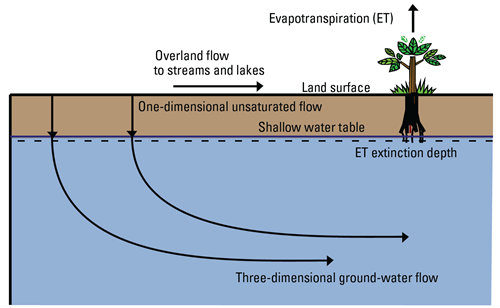 Evapotranspiration (ET)
Overland flow
to streams and lakes
Land surface
One-dimensional unsaturated flow
Shallow water table
ET extinction depth
Three-dimensional ground-water flow